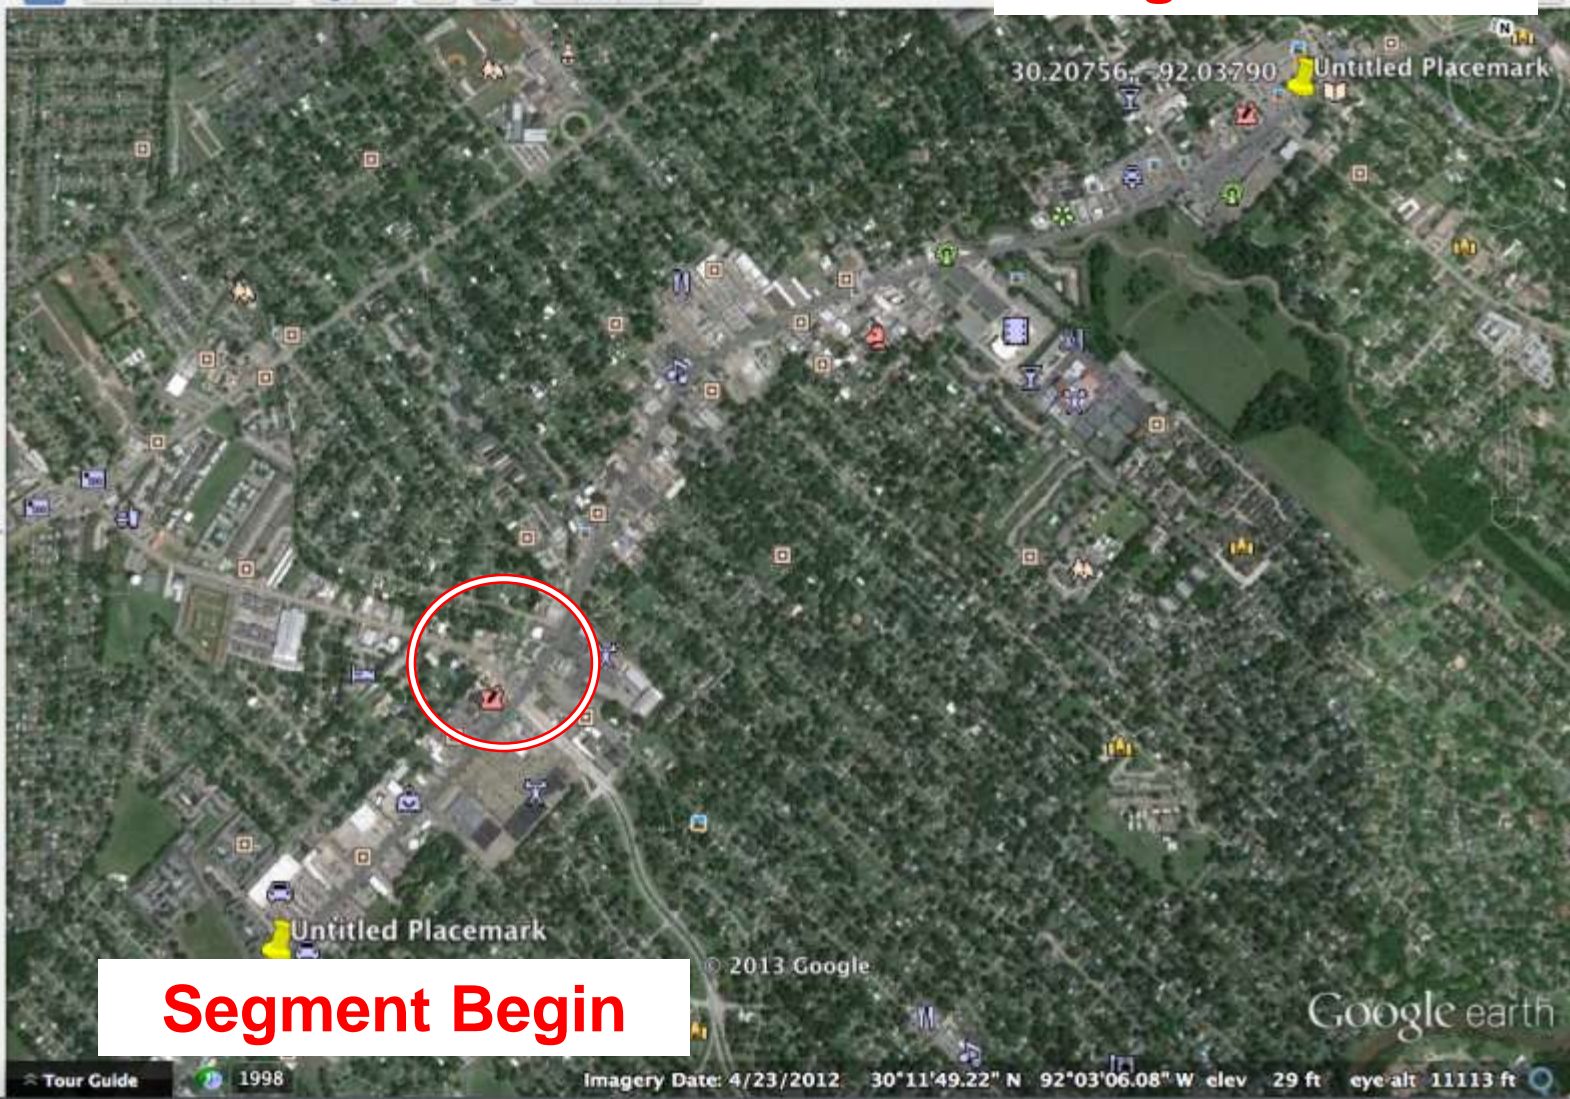 30.20756, -92.03790
Untitled Placemark
Untitled Placemark
Segment Begin
© 2013 Google
Google earth
Tour Guide
1998
Imagery Date: 4/23/2012 30°11'49.22" N 92°03'06.08" W elev 29 ft eye alt 11113 ft
N